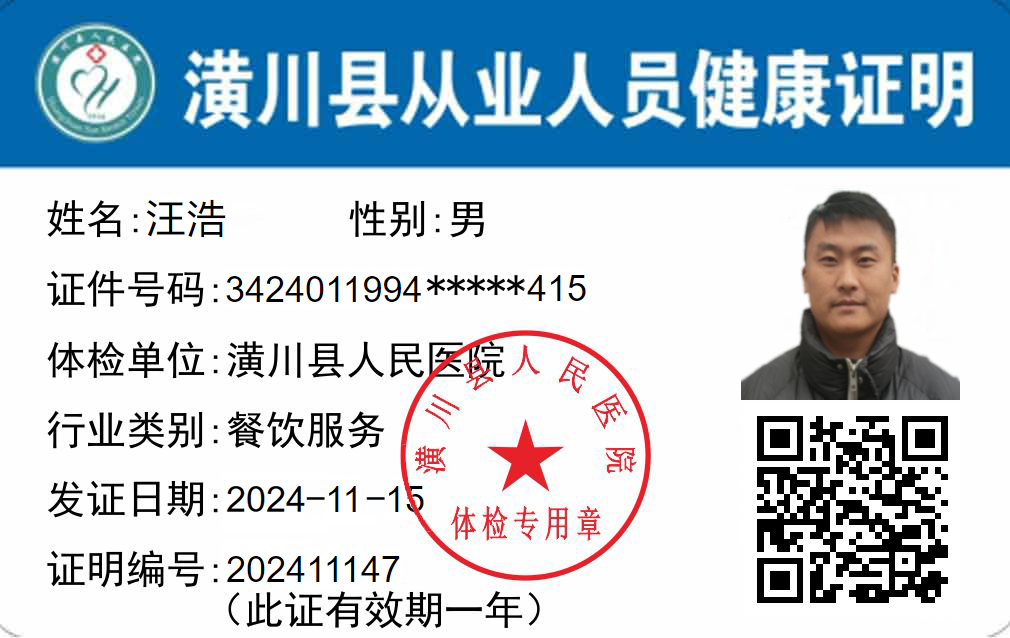 潢川县从业人员健康证明
姓名:汪浩 性别:男
证件号码:3424011994*****415
体检单位:潢川县人民医院
行业类别:餐饮服务
发证日期:2024-11-15
证明编号:202411147
(此证有效期一年)
潢川县人民医院
体检专用章